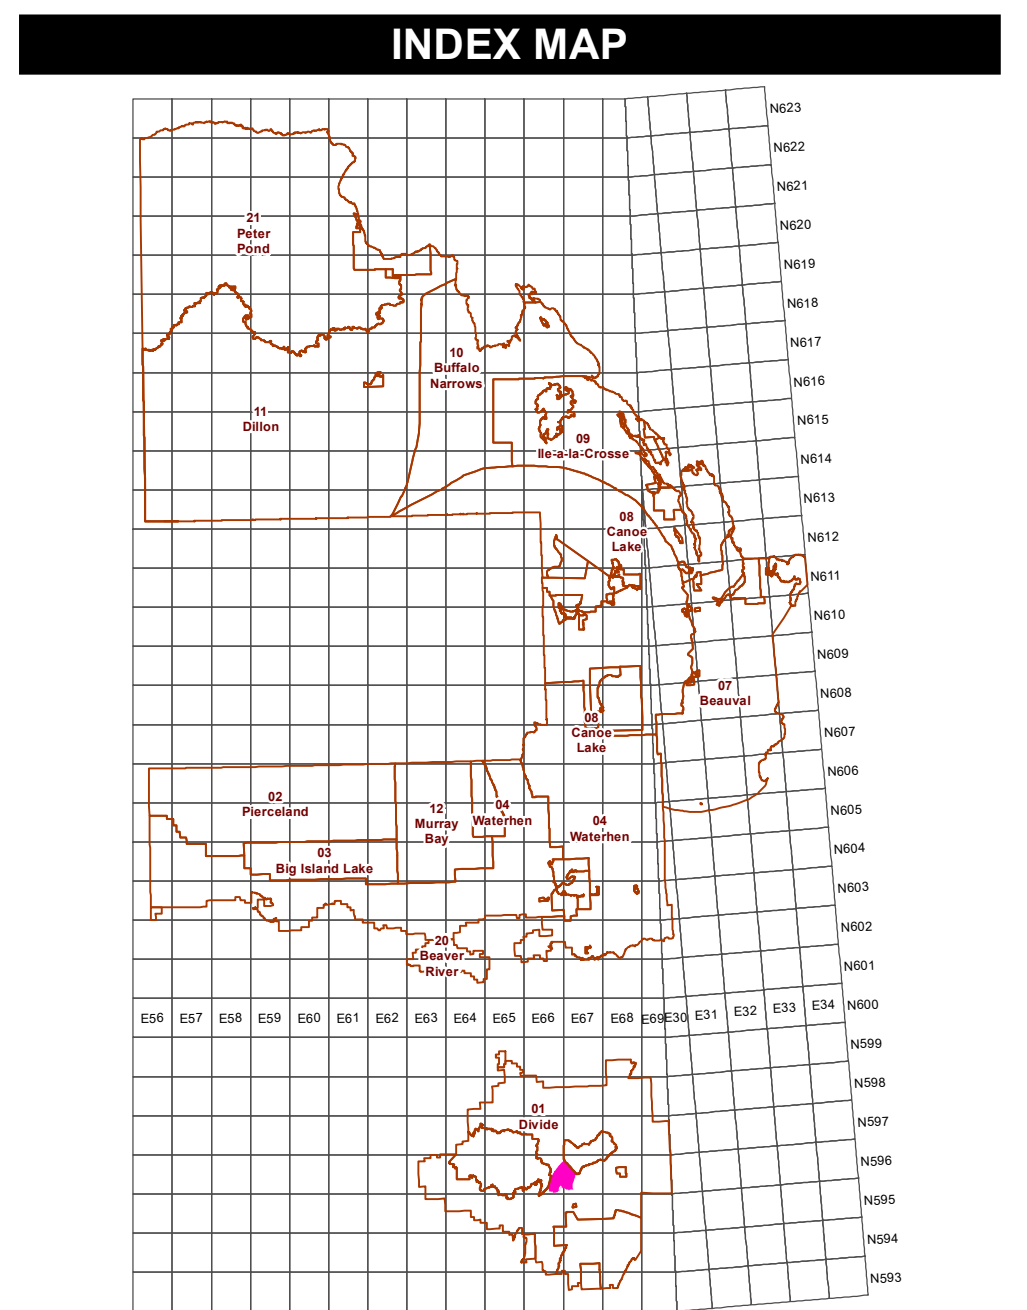 INDEX MAP
N623
N622
N621
21
Peter
Pond
N620
N619
N618
N617
10
Buffalo
Narrows
N616
11
Dillon
N615
09
Ile-a-la-Crosse
N614
N613
08
Canoe
Lake
N612
N611
N610
N609
07
Beauval
N608
08
Canoe
Lake
N607
N606
02
Pierceland
12
Murray
Bay
04
Waterhen
04
Waterhen
N605
03
Big Island Lake
N604
N603
N602
20
Beaver
River
N601
E56 E57 E58 E59 E60 E61 E62 E63 E64 E65 E66 E67 E68 E69 E30 E31 E32 E33 E34 N600
N599
N598
01
Divide
N597
N596
N595
N594
N593